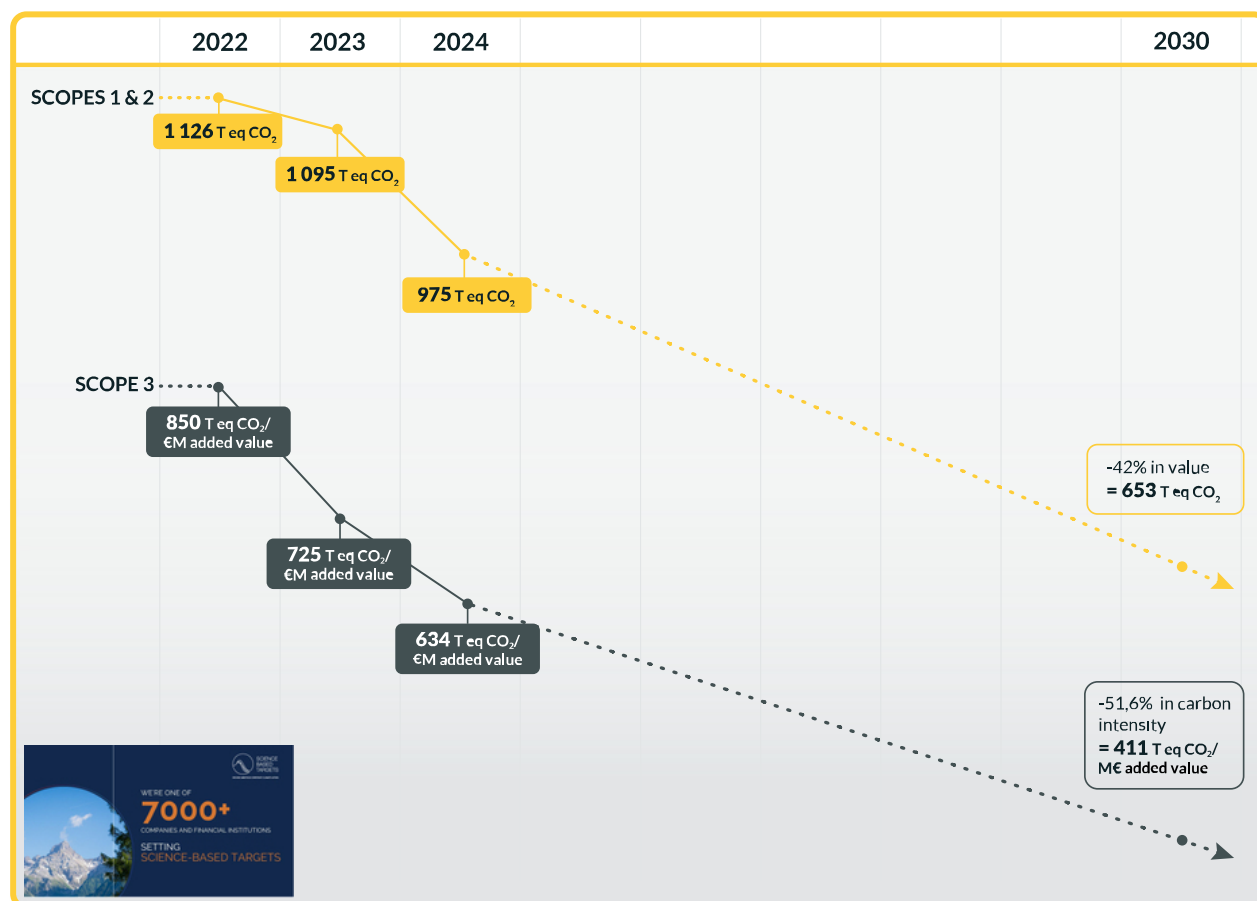 2022 2023 2024 2030
SCOPES 1 & 2
1 126 T eq CO₂
1 095 T eq CO₂
975 T eq CO₂
SCOPE 3
850 T eq CO₂/
€M added value
725 T eq CO₂/
€M added value
634 T eq CO₂/
€M added value
-42% in value
= 653 T eq CO₂
-51,6% in carbon
intensity
= 411 T eq CO₂/
M€ added value
SCIENCE
BASED
TARGETS
WE'RE ONE OF
7000+
COMPANIES AND FINANCIAL INSTITUTIONS
SETTING
SCIENCE-BASED TARGETS